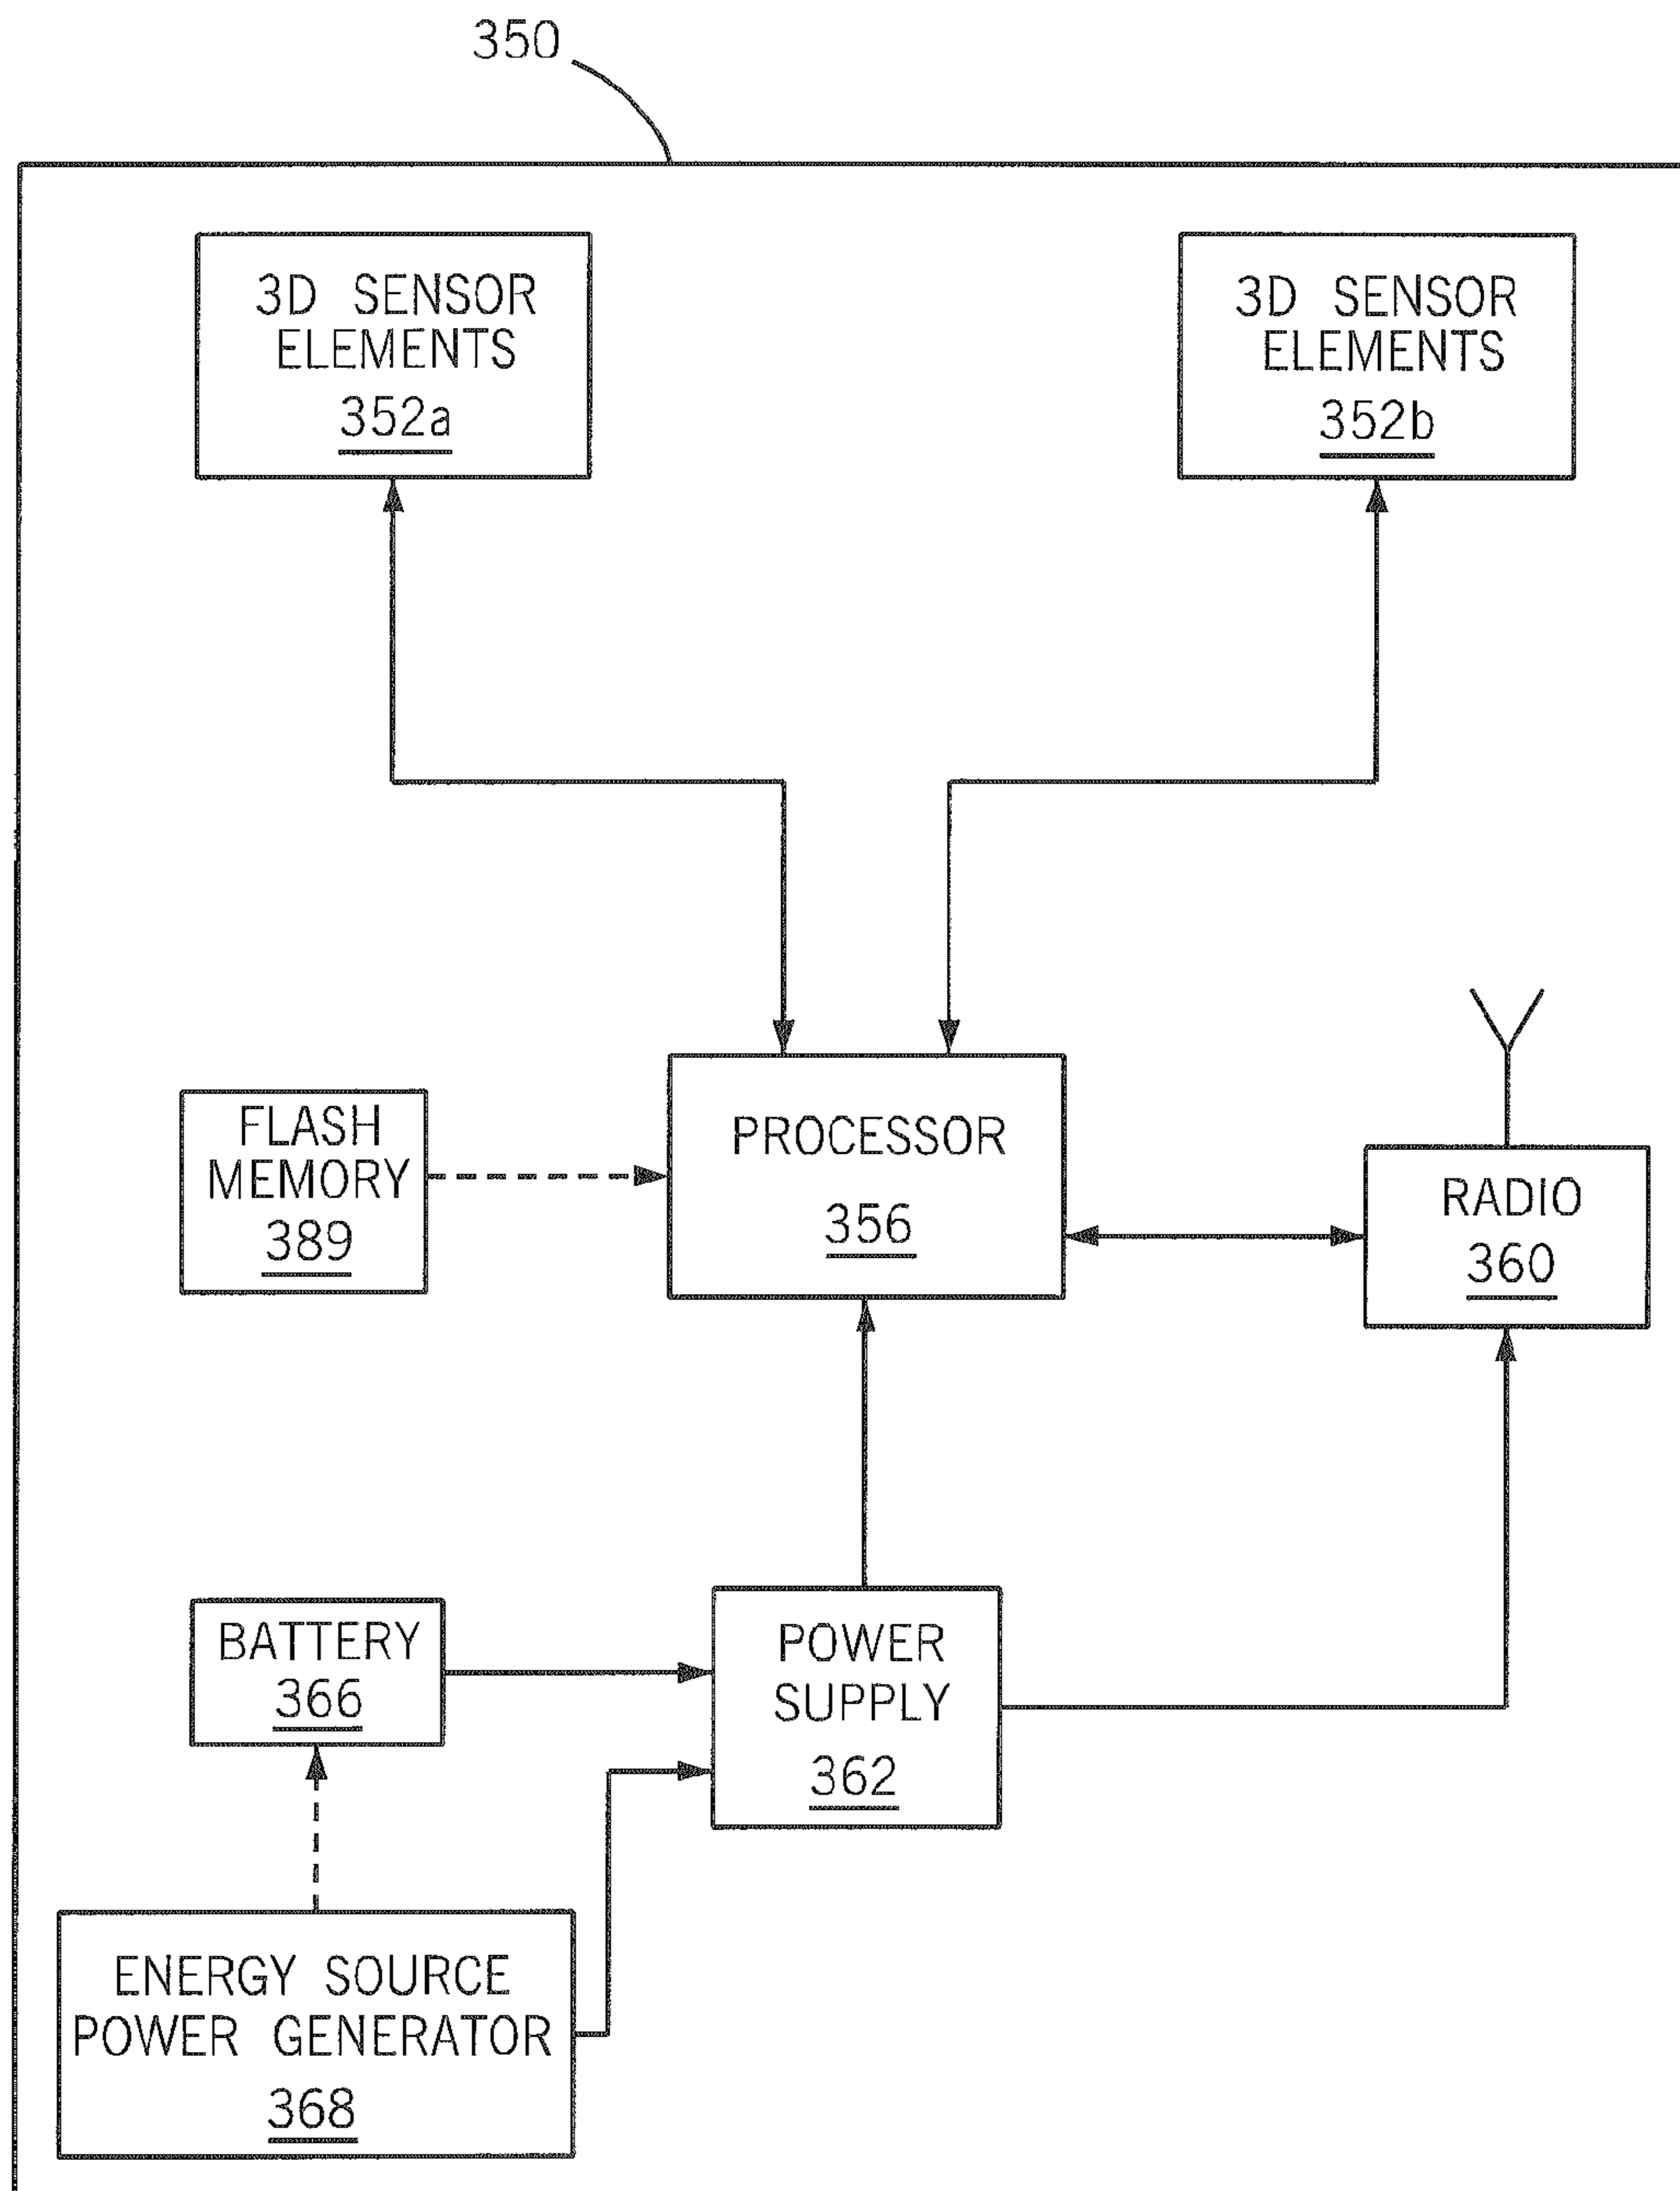 350
3D SENSOR
ELEMENTS
352a
3D SENSOR
ELEMENTS
352b
FLASH
MEMORY
389
PROCESSOR
356
RADIO
360
BATTERY
366
POWER
SUPPLY
362
ENERGY SOURCE
POWER GENERATOR
368